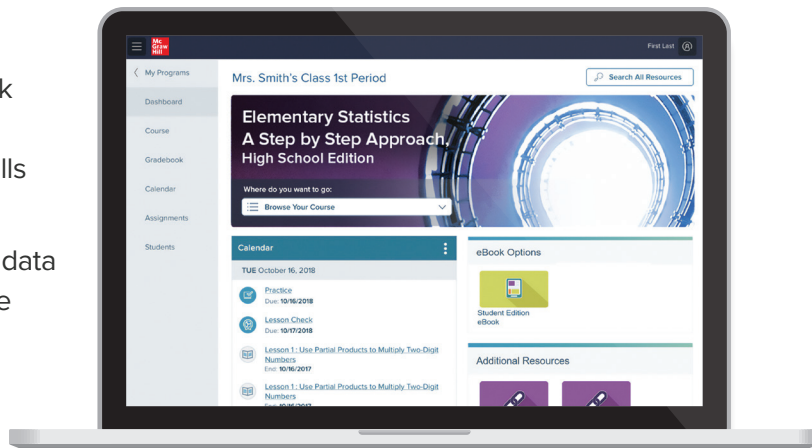 k
lls
data
e
Mc
Graw
Hill
First Last
My Programs
Dashboard
Course
Gradebook
Calendar
Assignments
Students
Mrs. Smith's Class 1st Period
Search All Resources
Elementary Statistics
A Step by Step Approach,
High School Edition
Where do you want to go:
Browse Your Course
Calendar
TUE October 16, 2018
Practice
Due: 10/16/2018
Lesson Check
Due: 10/17/2018
Lesson 1 : Use Partial Products to Multiply Two-Digit
Numbers
End: 10/16/2017
Lesson 1 : Use Partial Products to Multiply Two-Digit
Numbers
End: 10/16/2017
eBook Options
Student Edition
eBook
Additional Resources